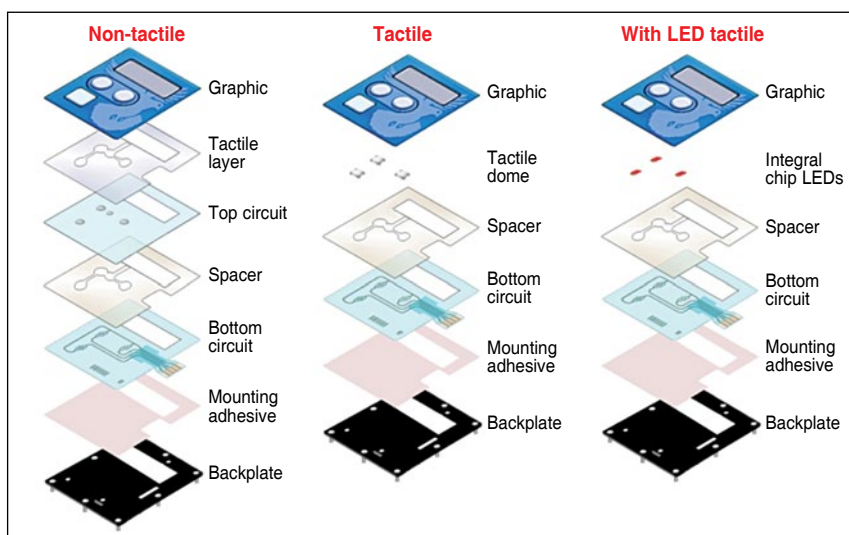 Non-tactile
Graphic
Tactile
layer
Top circuit
Spacer
Bottom
circuit
Mounting
adhesive
Backplate
Tactile
Graphic
Tactile
dome
Spacer
Bottom
circuit
Mounting
adhesive
Backplate
With LED tactile
Graphic
Integral
chip LEDs
Spacer
Bottom
circuit
Mounting
adhesive
Backplate